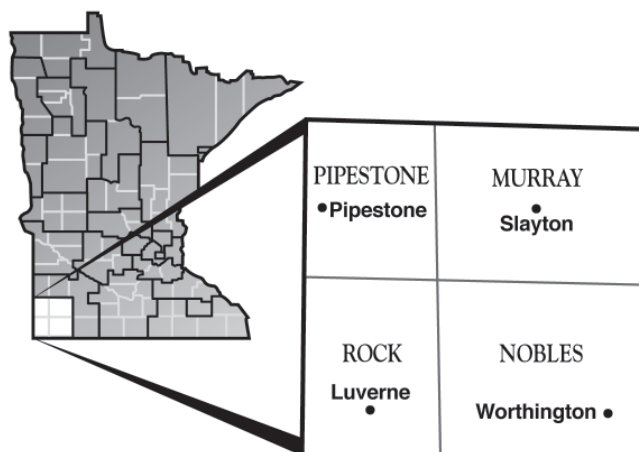 PIPESTONE
Pipestone
MURRAY
Slayton
ROCK
Luverne
NOBLES
Worthington